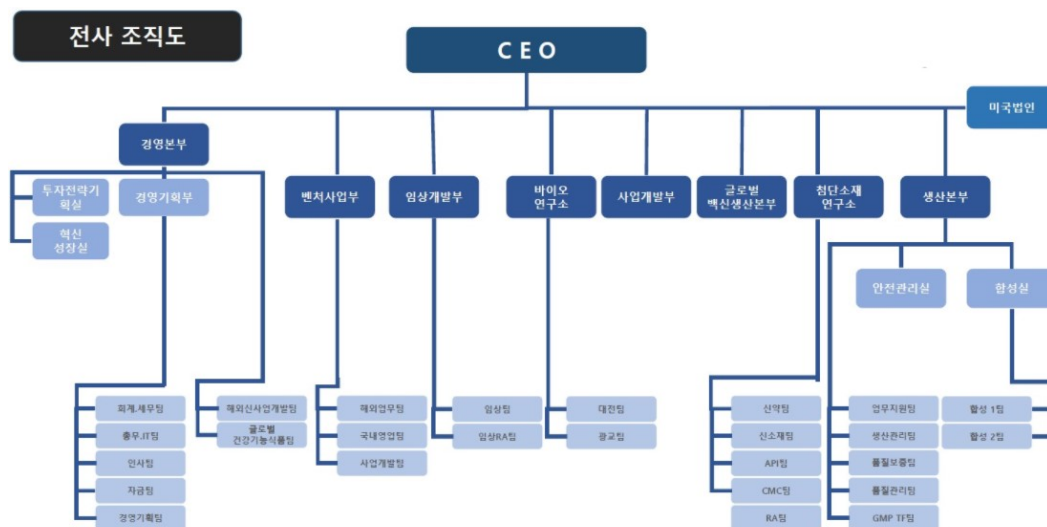 전사 조직도
CEO
미국법인
경영본부
투자전략기
획실
경영기획부
혁신
성장실
벤처사업부
임상개발부
바이오
연구소
사업개발부
글로벌
백신생산본부
첨단소재
연구소
생산본부
안전관리실
합성실
회계.세무팀
총무.IT팀
인사팀
자금팀
경영기획팀
해외신사업개발팀
글로벌
건강기능식품팀
해외업무팀
국내영업팀
사업개발팀
임상팀
임상RA팀
대전팀
광교팀
신약팀
신소재팀
API팀
CMC팀
RA팀
업무지원팀
생산관리팀
품질보증팀
품질관리팀
GMP TF팀
합성 1팀
합성 2팀